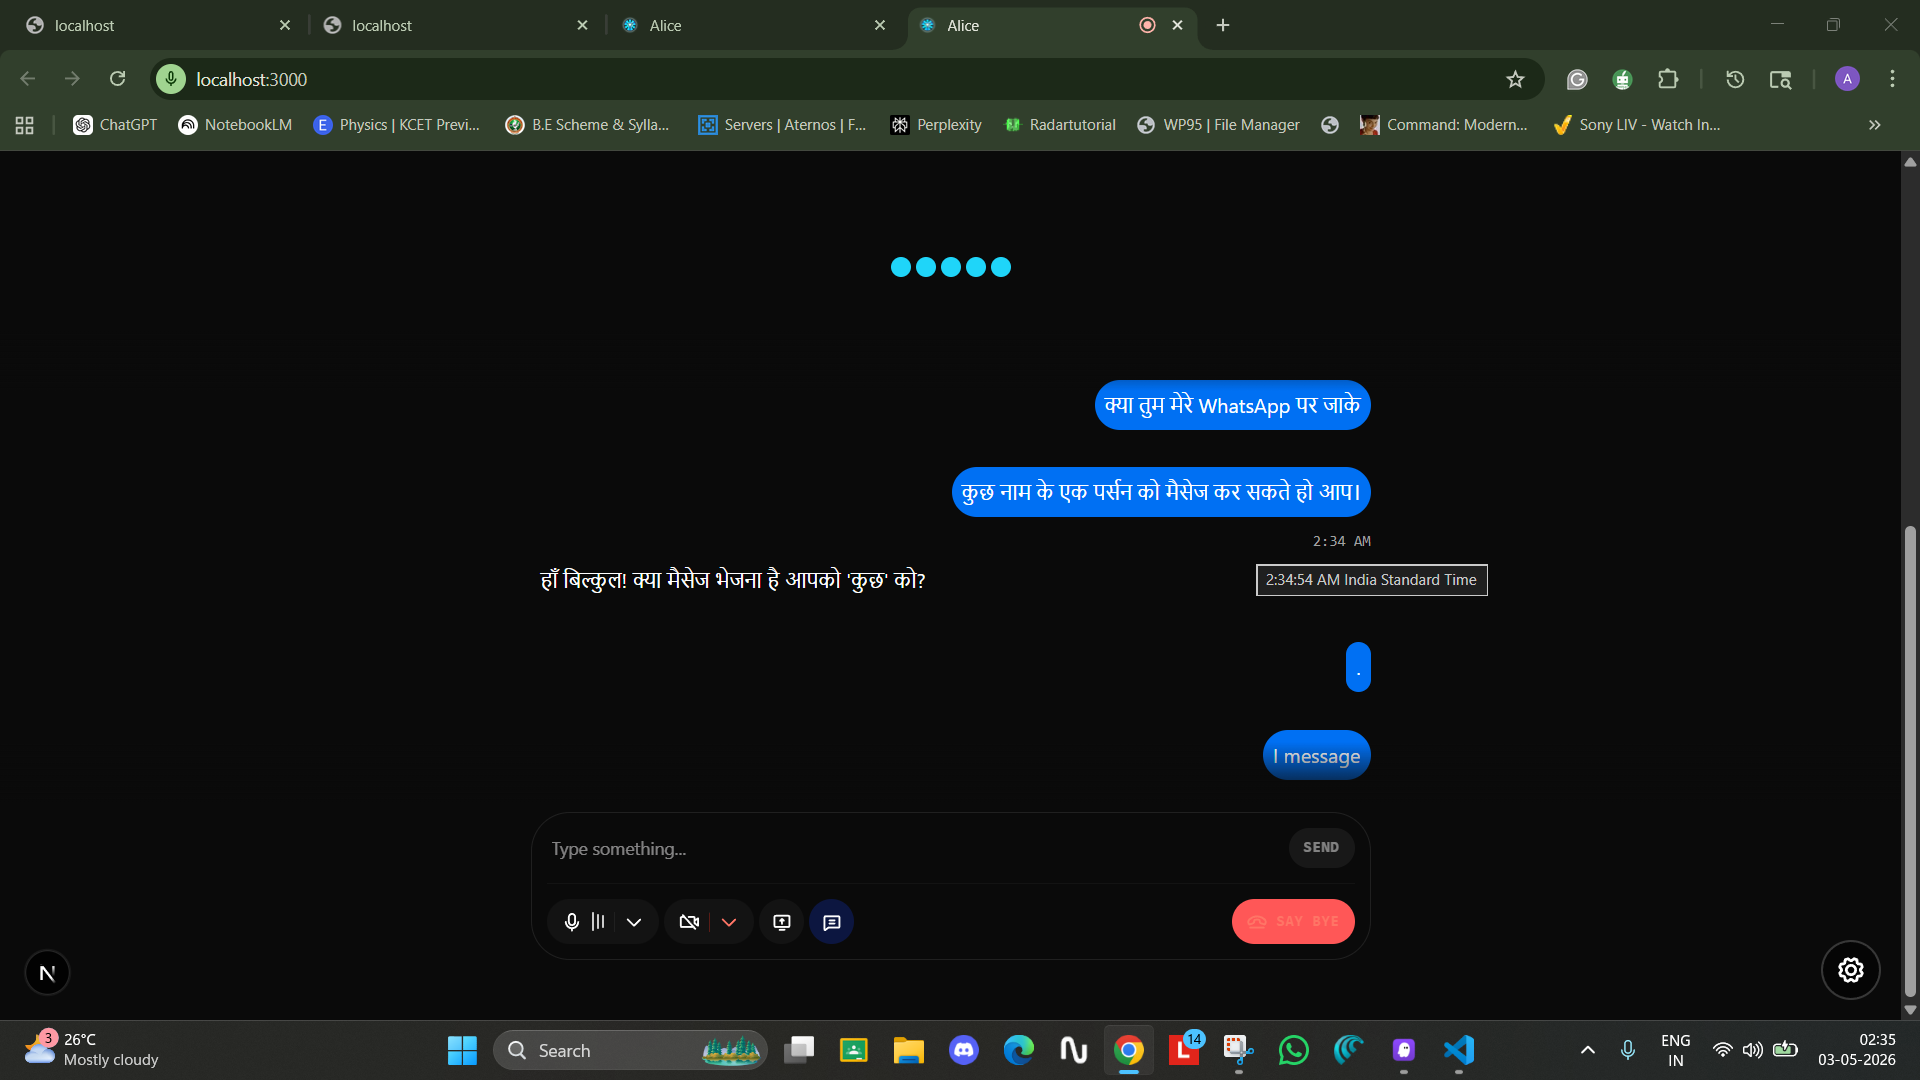 localhost
localhost
Alice
Alice
localhost:3000
A
ChatGPT
NotebookLM
E
Physics | KCET Previ...
B.E Scheme & Sylla...
Servers | Aternos | F...
Perplexity
Radartutorial
WP95 | File Manager
Command: Modern...
Sony LIV - Watch In...
क्या तुम मेरे WhatsApp पर जाके
कुछ नाम के एक पर्सन को मैसेज कर सकते हो आप।
2:34 AM
हाँ बिल्कुल! क्या मैसेज भेजना है आपको 'कुछ' को?
2:34:54 AM India Standard Time
.
I message
Type something...
SEND
SAY BYE
N
3
26°C
Mostly cloudy
Search
L
14
ENG
IN
02:35
03-05-2026